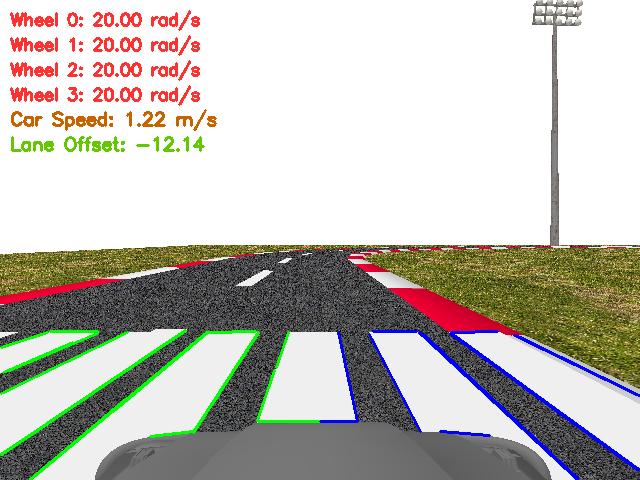 Wheel 0: 20.00 rad/s
Wheel 1: 20.00 rad/s
Wheel 2: 20.00 rad/s
Wheel 3: 20.00 rad/s
Car Speed: 1.22 m/s
Lane Offset: -12.14